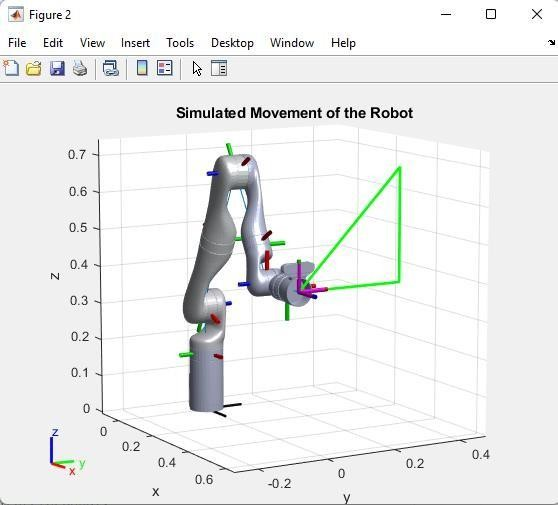 Figure 2
File Edit View Insert Tools Desktop Window Help
Simulated Movement of the Robot
0.7
0.6
0.5
0.4
0.3
0.2
0.1
0
z
0
0.2
0.4
0.6
x
-0.2
0
0.2
0.4
y
z
y
x